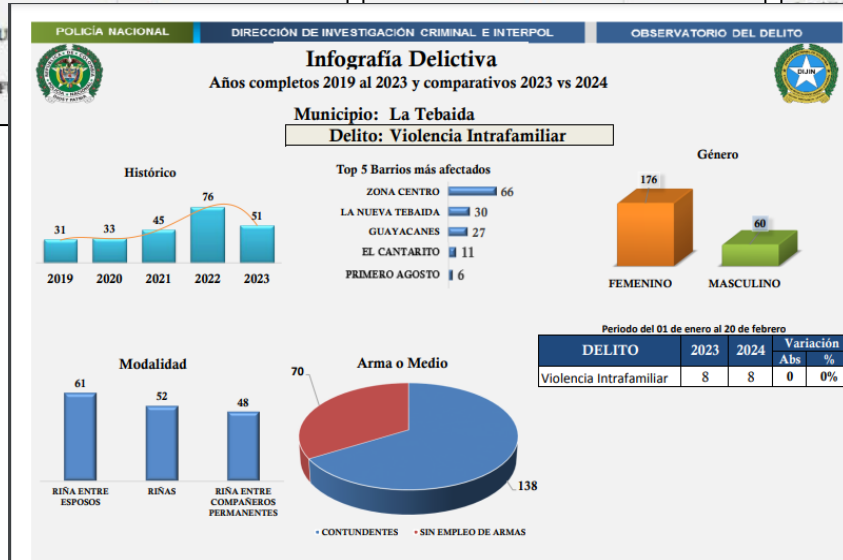 POLICÍA NACIONAL
DIRECCIÓN DE INVESTIGACIÓN CRIMINAL E INTERPOL
OBSERVATORIO DEL DELITO
Infografía Delictiva
Años completos 2019 al 2023 y comparativos 2023 vs 2024
DIJIN
Municipio: La Tebaida
Delito: Violencia Intrafamiliar
Histórico
31 33 45 76 51
2019 2020 2021 2022 2023
Top 5 Barrios más afectados
ZONA CENTRO 66
LA NUEVA TEBAIDA 30
GUAYACANES 27
EL CANTARITO 11
PRIMERO AGOSTO 6
Género
176 60
FEMENINO MASCULINO
Periodo del 01 de enero al 20 de febrero
DELITO 2023 2024 Variación
Abs %
Violencia Intrafamiliar 8 8 0 0%
Modalidad
61 52 48
RIÑA ENTRE ESPOSOS
RIÑAS
RIÑA ENTRE COMPAÑEROS PERMANENTES
Arma o Medio
70
138
CONTUNDENTES SIN EMPLEO DE ARMAS